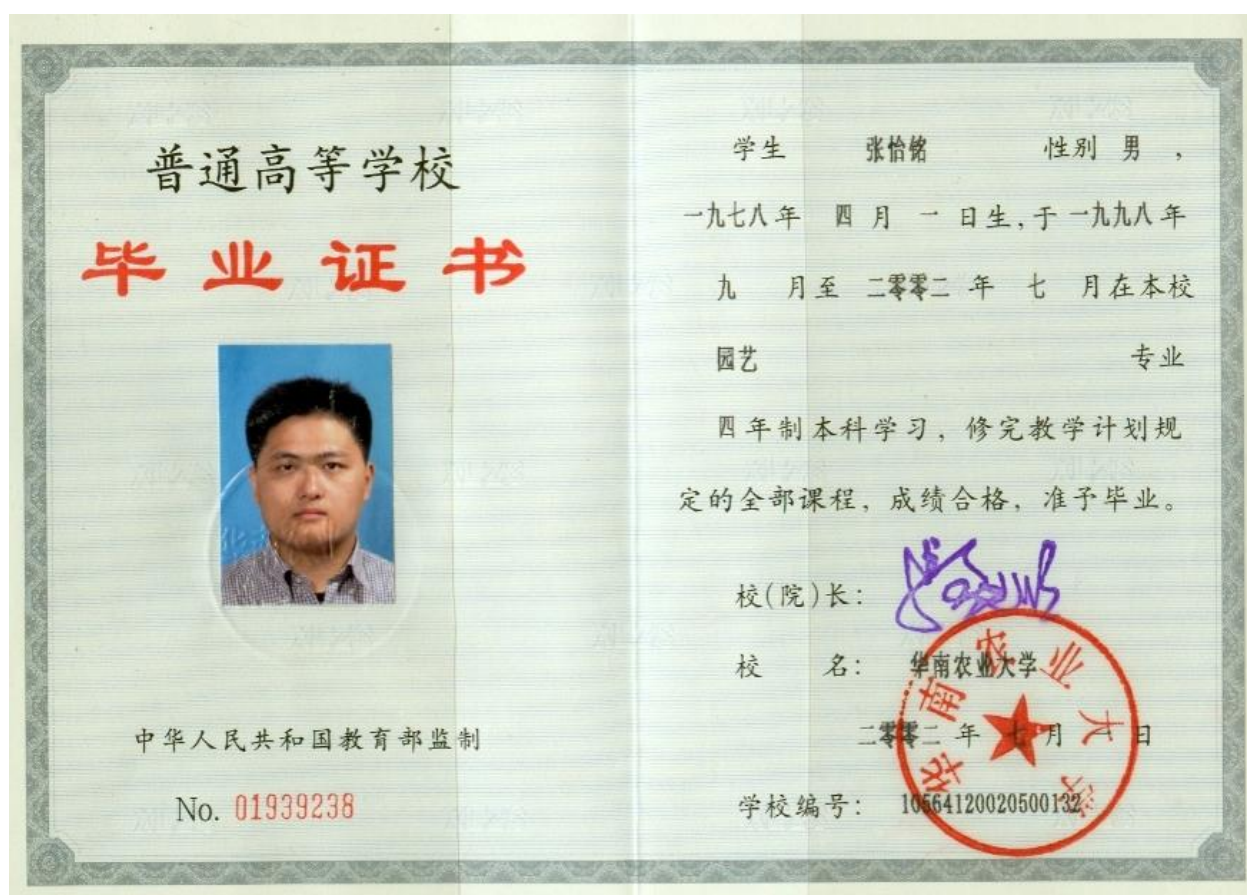 普通高等学校
毕业证书
中华人民共和国教育部监制
No. 01939238
学生 张怡铭 性别 男 ，
一九七八年 四 月 一 日生，于 一九九八年
九 月至 二零零二 年 七 月在本校
园艺 专业
四 年制 本科学习，修完教学计划规
定的全部课程，成绩合格，准予毕业。
校(院)长：
校 名： 华南农业大学
二零零二 年 七 月 日
学校编号： 105641200205001​32
华南农业大学